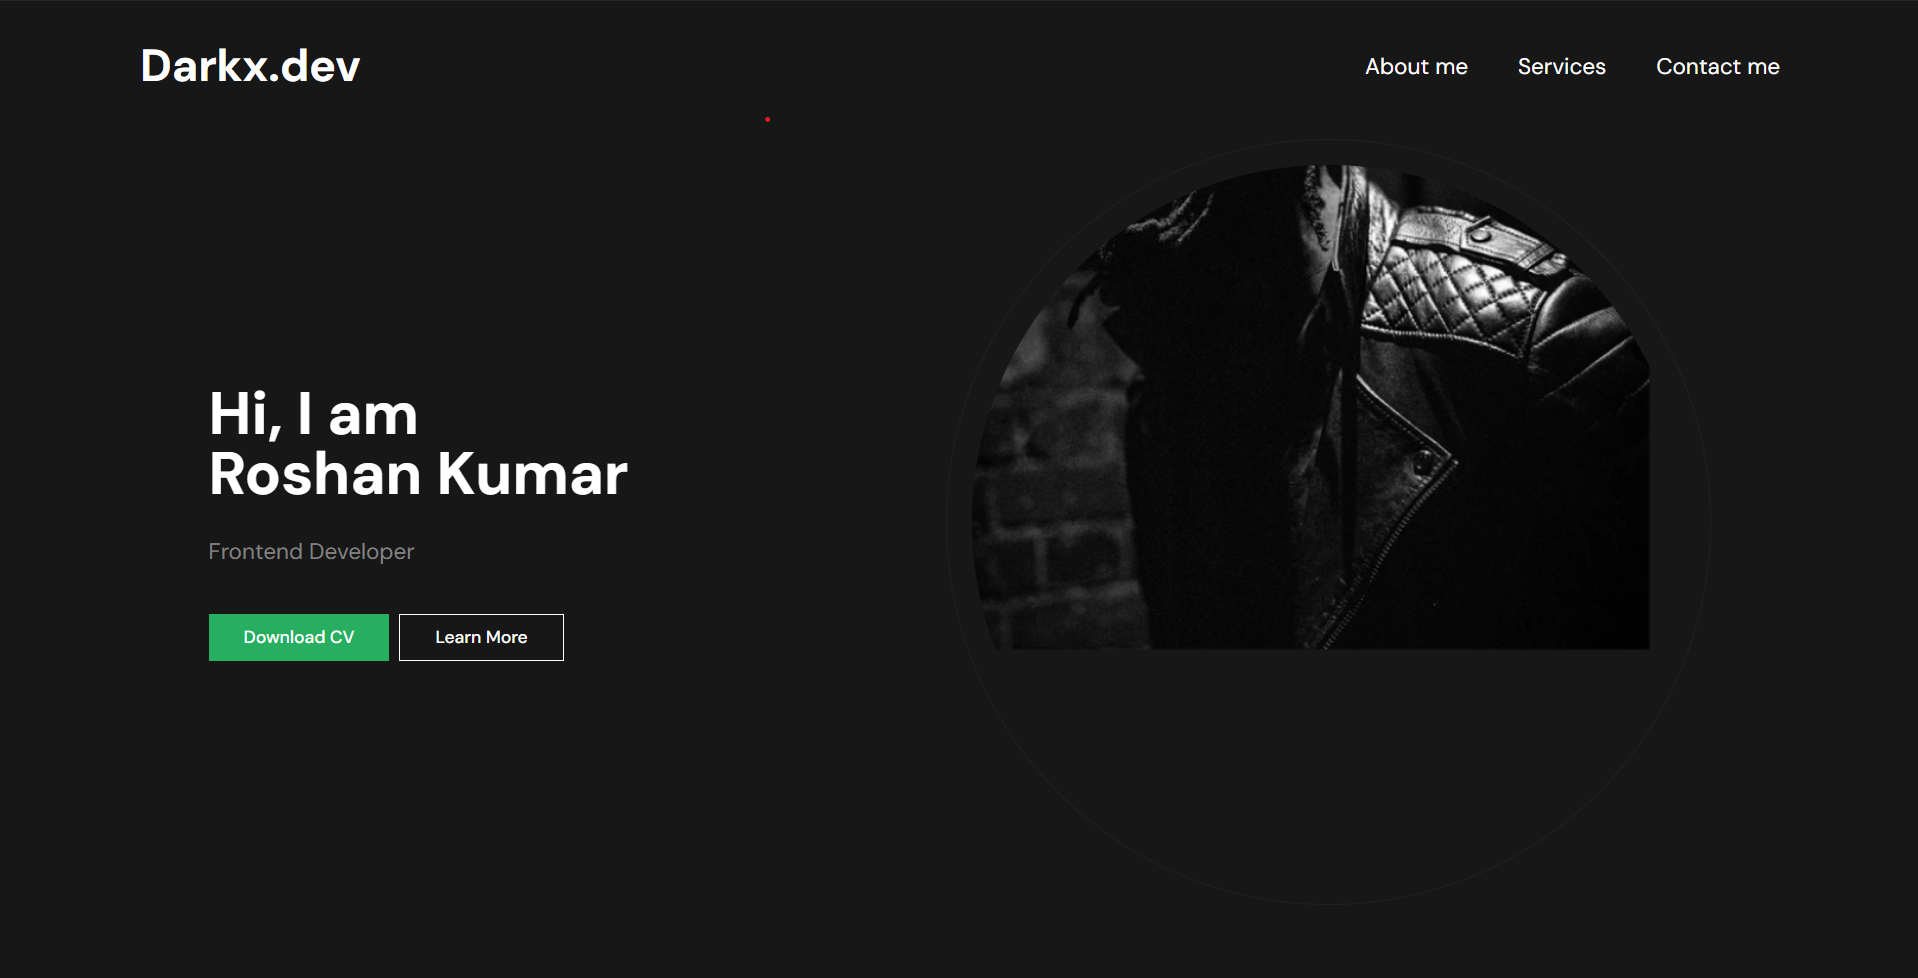 Darkx.dev
About me
Services
Contact me
Hi, I am
Roshan Kumar
Frontend Developer
Download CV
Learn More